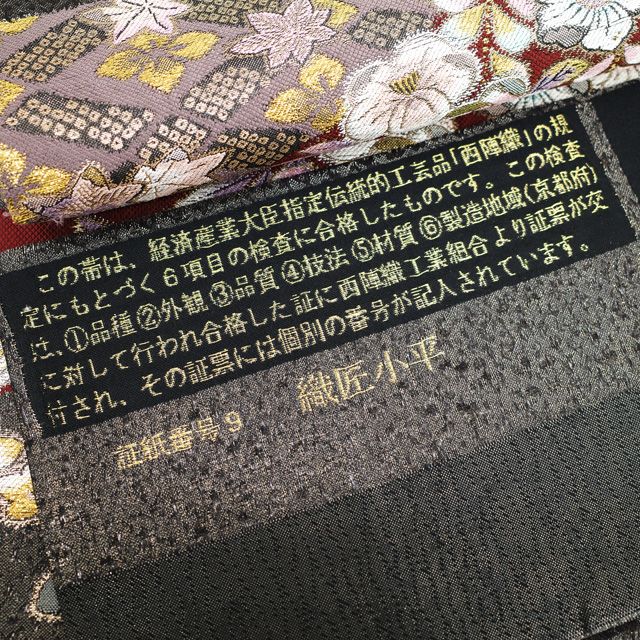 この帯は、経済産業大臣指定伝統的工芸品「西陣織」の規
定にもとづく6項目の検査に合格したものです。この検査
は、①品種②外観③品質④技法⑤材質⑥製造地域(京都府)
に対して行われ合格した証に西陣織工業組合より証票が交
付され、その証票には個別の番号が記入されています。
織匠小平
証紙番号9